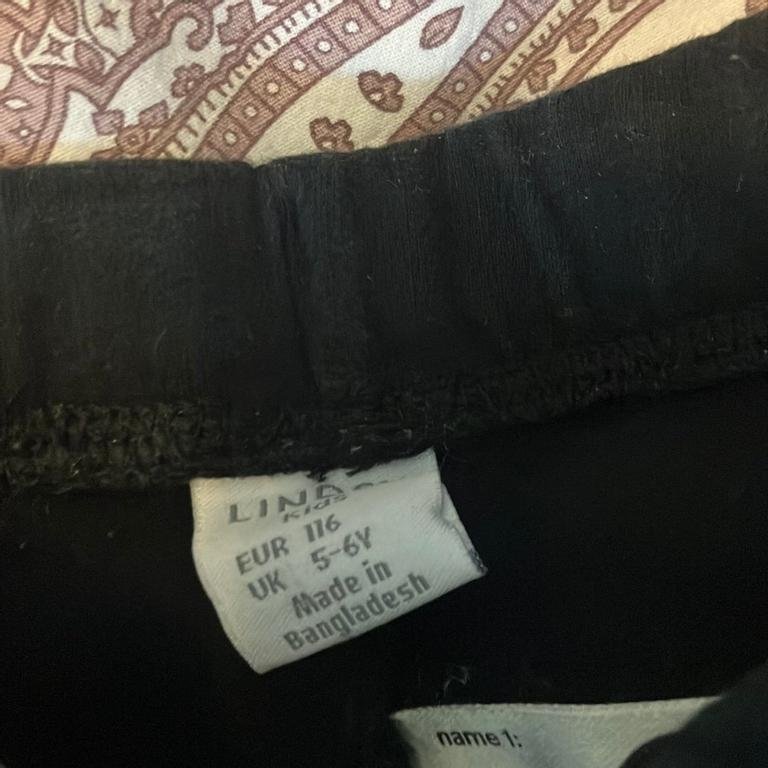 LINDEX
Kids
EUR 116
UK 5-6Y
Made in
Bangladesh
name 1: